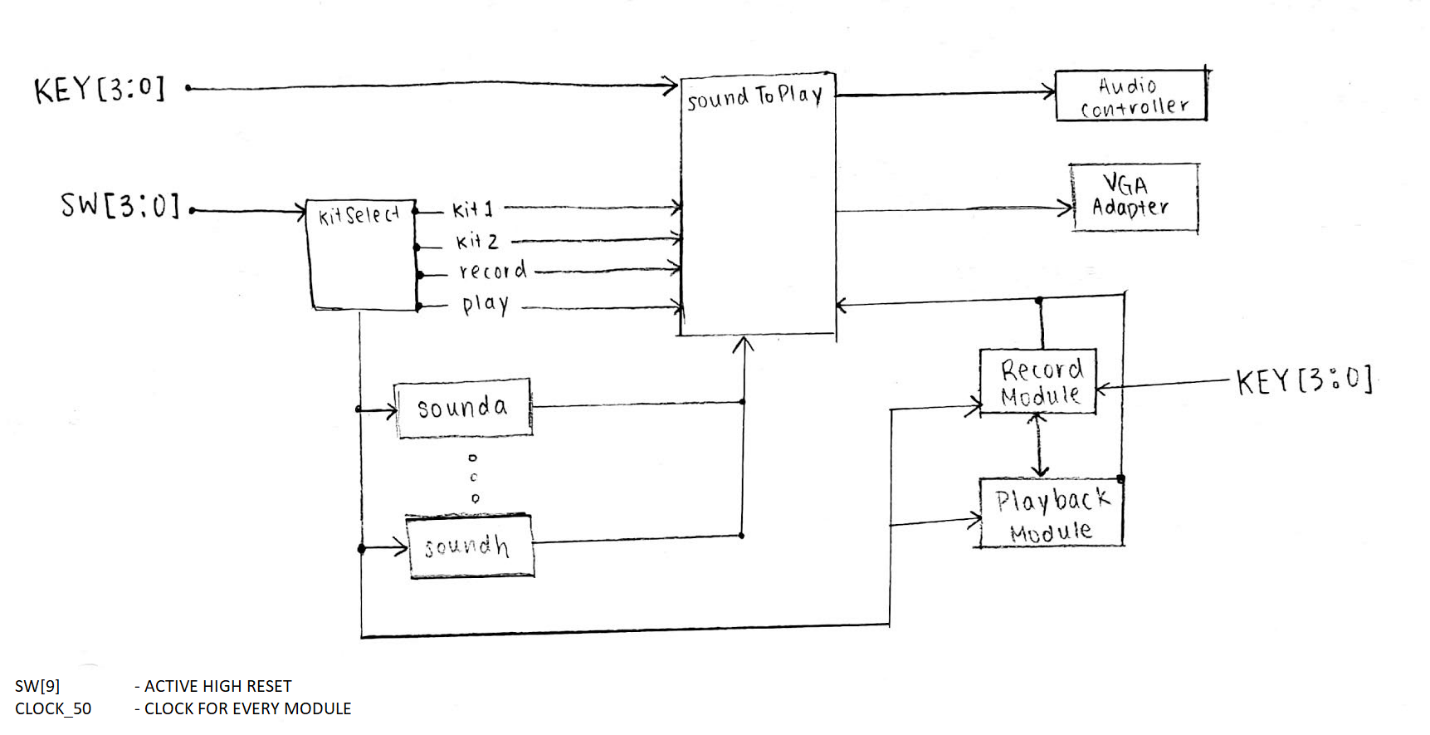 KEY[3:0]
SW[3:0]
kitSelect
kit 1
kit 2
record
play
sound To Play
Audio
Controller
VGA
Adapter
Record
Module
KEY[3:0]
Playback
Module
sounda
soundh
SW[9] - ACTIVE HIGH RESET
CLOCK_50 - CLOCK FOR EVERY MODULE